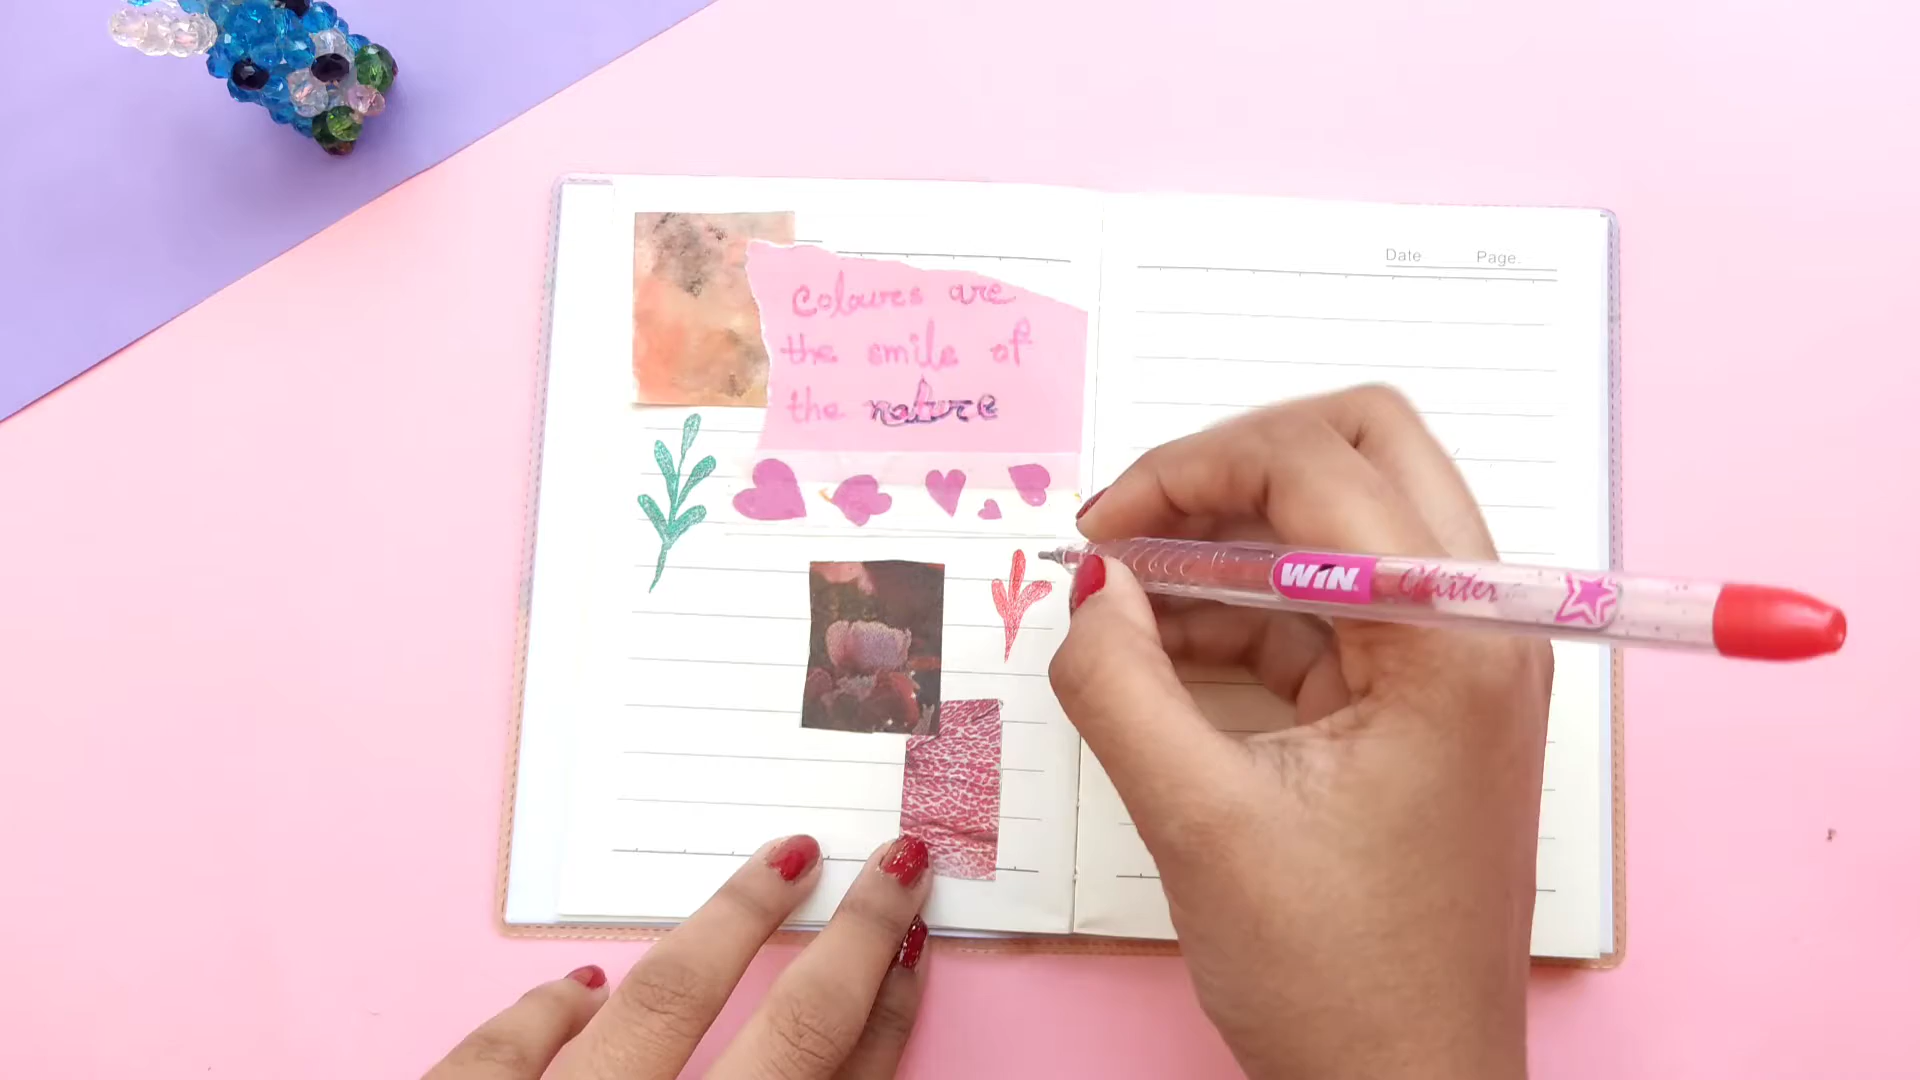 Colours are
the smile of
the nature
Date Page.
WIN Glitter